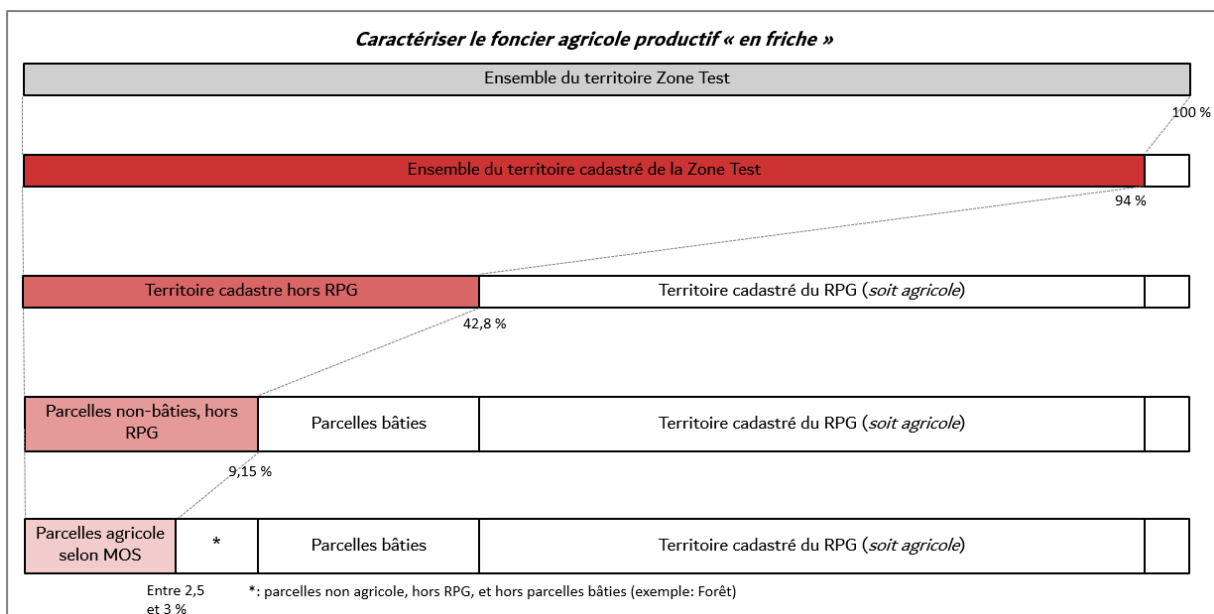 Caractériser le foncier agricole productif « en friche »
Ensemble du territoire Zone Test
100 %
Ensemble du territoire cadastré de la Zone Test
94 %
Territoire cadastre hors RPG
Territoire cadastré du RPG (soit agricole)
42,8 %
Parcelles non-bâties, hors
RPG
Parcelles bâties
Territoire cadastré du RPG (soit agricole)
9,15 %
Parcelles agricole
selon MOS
*
Parcelles bâties
Territoire cadastré du RPG (soit agricole)
Entre 2,5
et 3 %
*: parcelles non agricole, hors RPG, et hors parcelles bâties (exemple: Forêt)